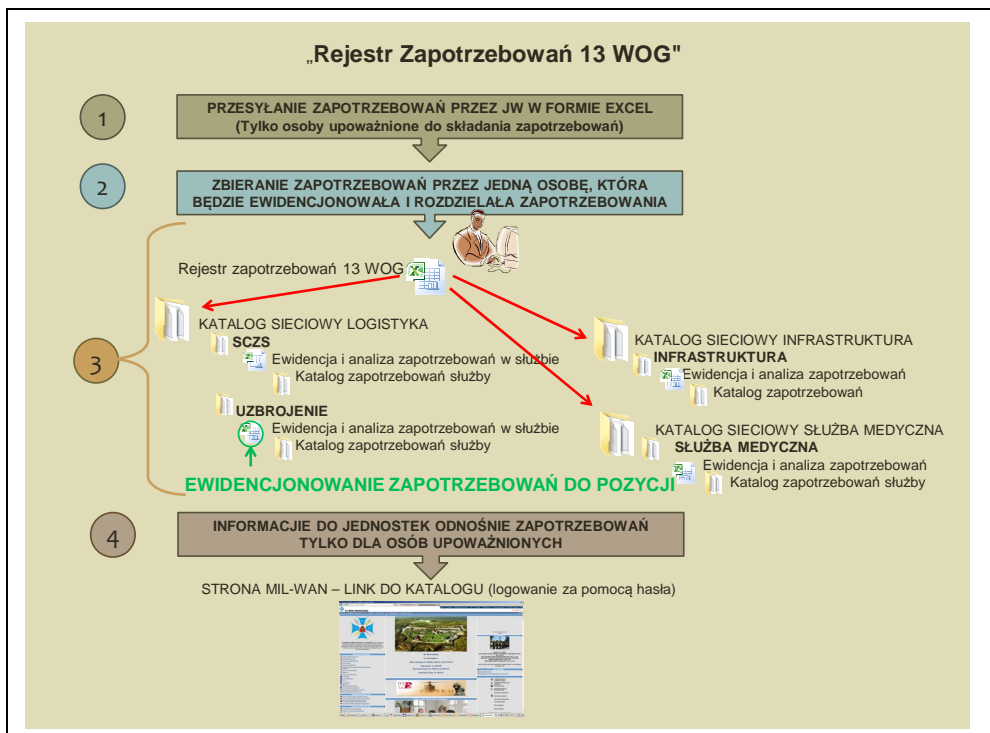 „Rejestr Zapotrzebowań 13 WOG"
1
PRZESYŁANIE ZAPOTRZEBOWAŃ PRZEZ JW W FORMIE EXCEL
(Tylko osoby upoważnione do składania zapotrzebowań)
2
ZBIERANIE ZAPOTRZEBOWAŃ PRZEZ JEDNĄ OSOBĘ, KTÓRA
BĘDZIE EWIDENCJONOWAŁA I ROZDZIELAŁA ZAPOTRZEBOWANIA
3
Rejestr zapotrzebowań 13 WOG
KATALOG SIECIOWY LOGISTYKA
SCZS
Ewidencja i analiza zapotrzebowań w służbie
Katalog zapotrzebowań służby
UZBROJENIE
Ewidencja i analiza zapotrzebowań w służbie
Katalog zapotrzebowań służby
KATALOG SIECIOWY INFRASTRUKTURA
INFRASTRUKTURA
Ewidencja i analiza zapotrzebowań
Katalog zapotrzebowań
KATALOG SIECIOWY SŁUŻBA MEDYCZNA
SŁUŻBA MEDYCZNA
Ewidencja i analiza zapotrzebowań
Katalog zapotrzebowań służby
EWIDENCJONOWANIE ZAPOTRZEBOWAŃ DO POZYCJI
4
INFORMACJIE DO JEDNOSTEK ODNOŚNIE ZAPOTRZEBOWAŃ
TYLKO DLA OSÓB UPOWAŻNIONYCH
STRONA MIL-WAN – LINK DO KATALOGU (logowanie za pomocą hasła)